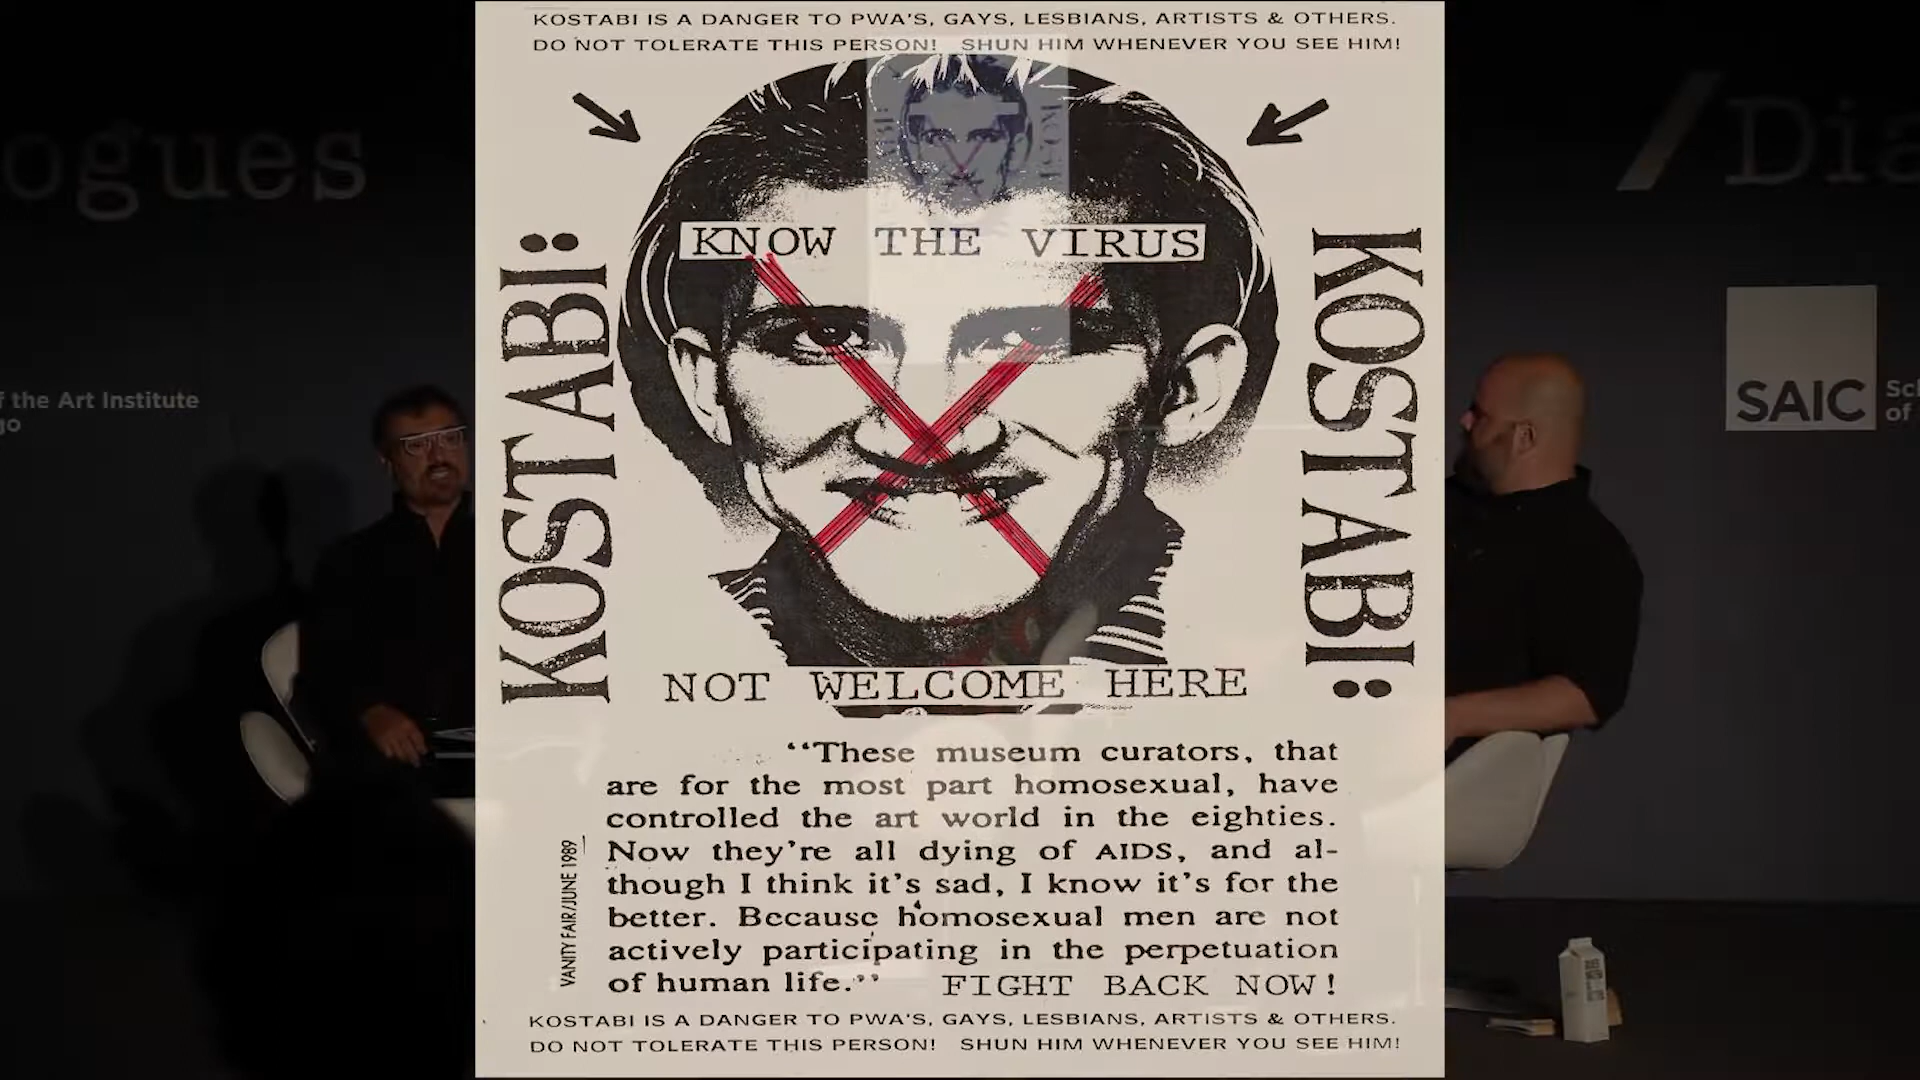 KOSTABI IS A DANGER TO PWA'S, GAYS, LESBIANS, ARTISTS & OTHERS.
DO NOT TOLERATE THIS PERSON! SHUN HIM WHENEVER YOU SEE HIM!
KNOW THE VIRUS
KOSTABI:
KOSTABI:
NOT WELCOME HERE
“These museum curators, that
are for the most part homosexual, have
controlled the art world in the eighties.
Now they're all dying of AIDS, and al-
though I think it's sad, I know it's for the
better. Because homosexual men are not
actively participating in the perpetuation
of human life.” FIGHT BACK NOW!
VANITY FAIR/JUNE 1989
KOSTABI IS A DANGER TO PWA'S, GAYS, LESBIANS, ARTISTS & OTHERS.
DO NOT TOLERATE THIS PERSON! SHUN HIM WHENEVER YOU SEE HIM!
ogues
the Art Institute
go
/Dia
SAIC
of